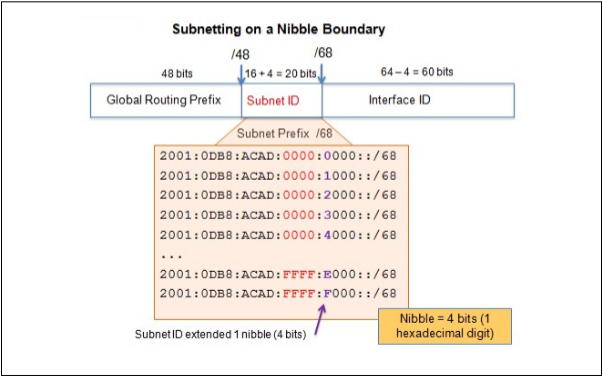 Subnetting on a Nibble Boundary
/48 /68
48 bits 16 + 4 = 20 bits 64 – 4 = 60 bits
Global Routing Prefix Subnet ID Interface ID
Subnet Prefix /68
2001:0DB8:ACAD:0000:0000::/68
2001:0DB8:ACAD:0000:1000::/68
2001:0DB8:ACAD:0000:2000::/68
2001:0DB8:ACAD:0000:3000::/68
2001:0DB8:ACAD:0000:4000::/68
...
2001:0DB8:ACAD:FFFF:E000::/68
2001:0DB8:ACAD:FFFF:F000::/68
Subnet ID extended 1 nibble (4 bits)
Nibble = 4 bits (1
hexadecimal digit)